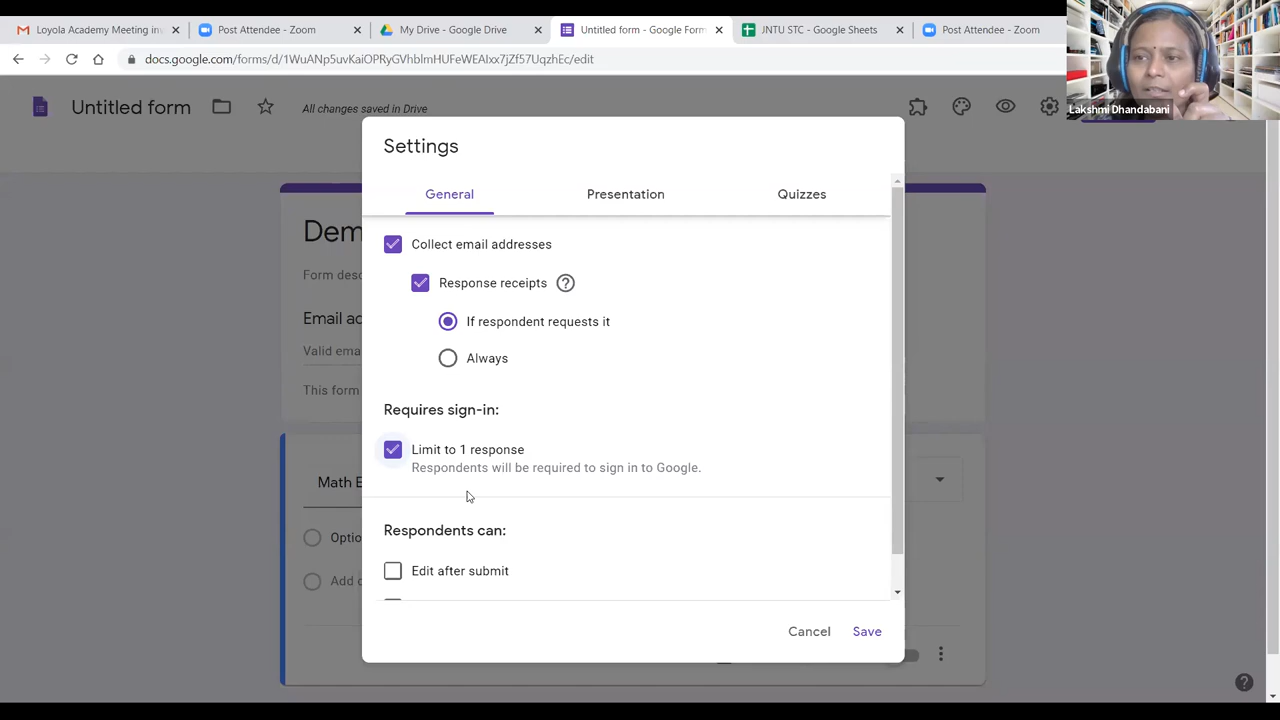 Loyola Academy Meeting in
Post Attendee - Zoom
My Drive - Google Drive
Untitled form - Google Form
JNTU STC - Google Sheets
Post Attendee - Zoom
docs.google.com/forms/d/1WuANp5uvKaiOPRyGVhblmHUFeWEAIxx7jZf57UqzhEc/edit
Lakshmi Dhandabani
Untitled form
All changes saved in Drive
Settings
General
Presentation
Quizzes
Dem
Collect email addresses
Form desc
Response receipts
Email ad
If respondent requests it
Valid ema
Always
This form
Requires sign-in:
Limit to 1 response
Respondents will be required to sign in to Google.
Math E
Respondents can:
Optio
Edit after submit
Add o
Cancel
Save